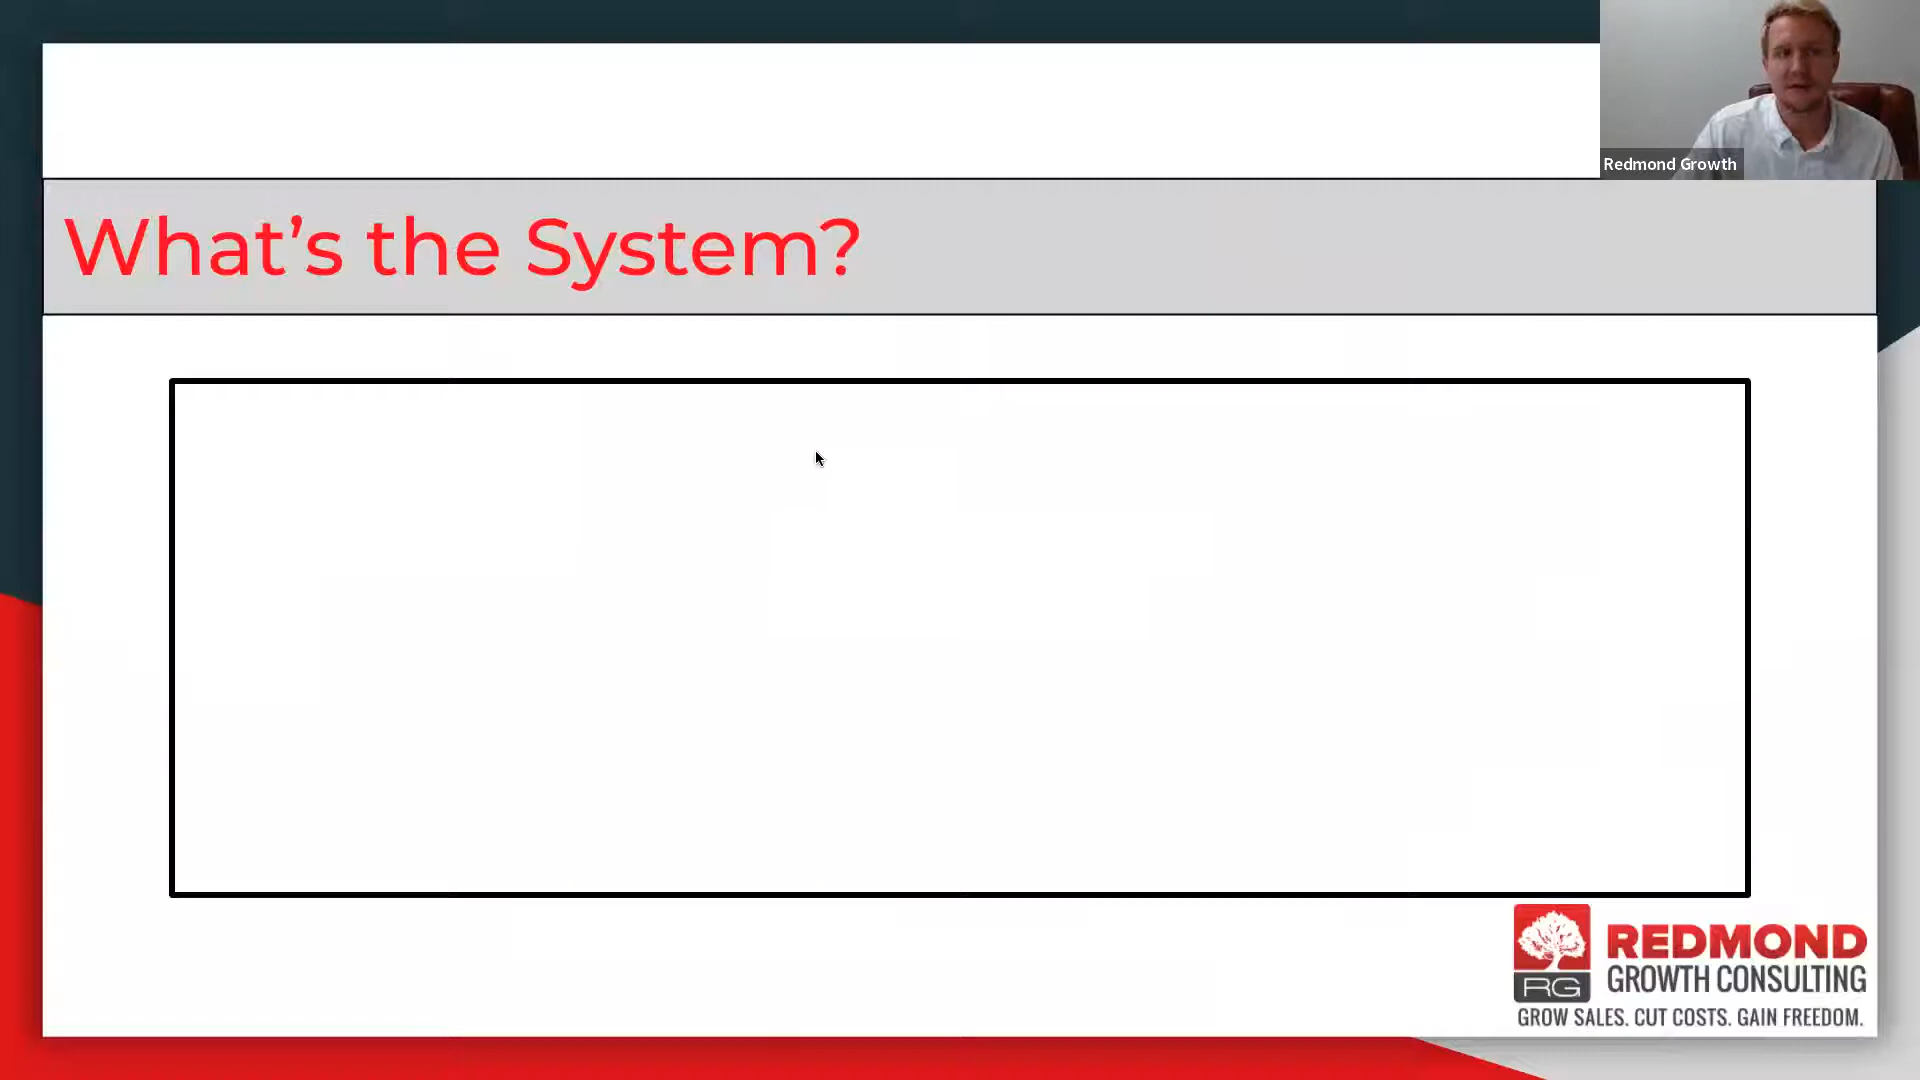 Redmond Growth
What's the System?
RG
REDMOND
GROWTH CONSULTING
GROW SALES. CUT COSTS. GAIN FREEDOM.